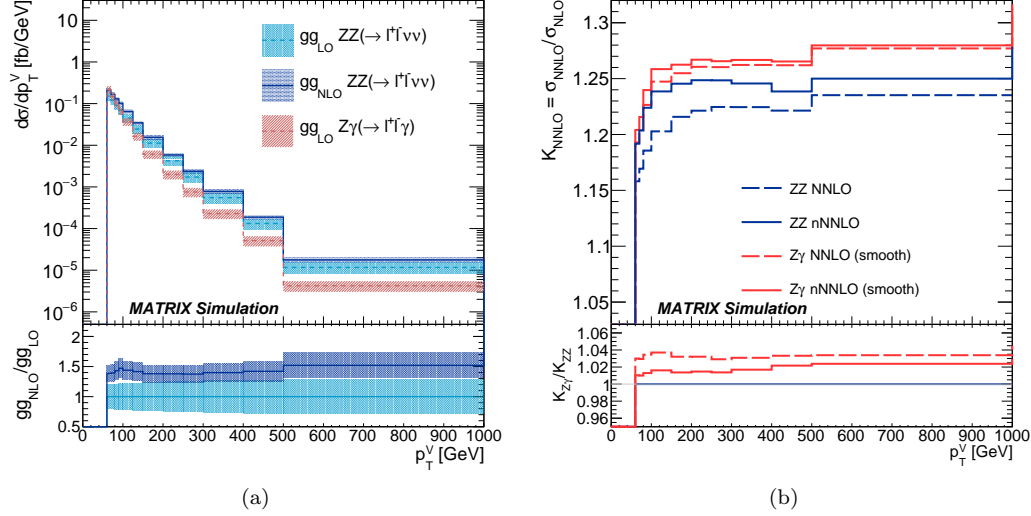 dσ/dp_T^V [fb/GeV]
10
1
10⁻¹
10⁻²
10⁻³
10⁻⁴
10⁻⁵
10⁻⁶
gg_LO ZZ(→ l⁺l⁻νν)
gg_NLO ZZ(→ l⁺l⁻νν)
gg_LO Zγ(→ l⁺l⁻γ)
MATRIX Simulation
gg_NLO/gg_LO
2
1.5
1
0.5
0 100 200 300 400 500 600 700 800 900 1000
p_T^V [GeV]
(a)
K_NNLO = σ_NNLO/σ_NLO
1.3
1.25
1.2
1.15
1.1
1.05
ZZ NNLO
ZZ nNNLO
Zγ NNLO (smooth)
Zγ nNNLO (smooth)
MATRIX Simulation
K_Zγ/K_ZZ
1.06
1.04
1.02
1
0.98
0.96
0 100 200 300 400 500 600 700 800 900 1000
p_T^V [GeV]
(b)